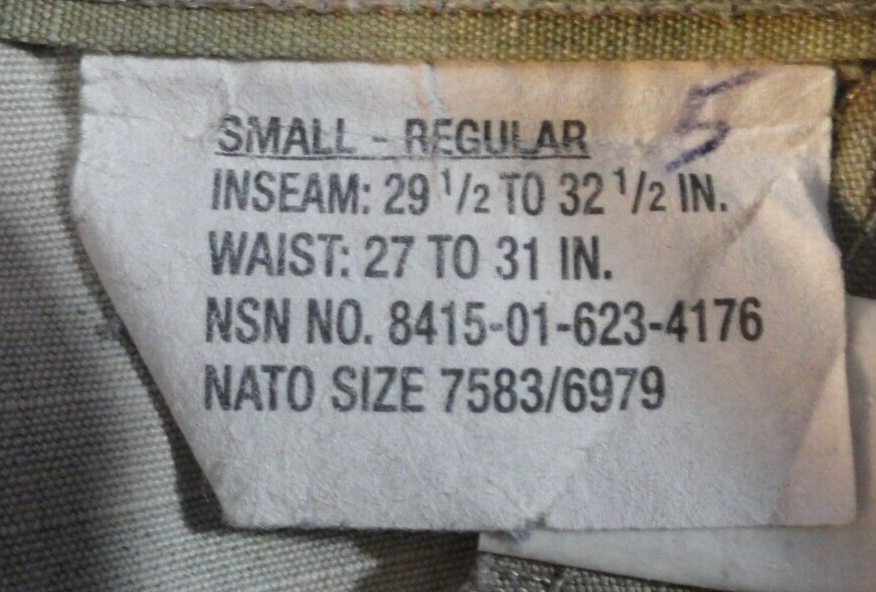 SMALL - REGULAR 5
INSEAM: 29 1/2 TO 32 1/2 IN.
WAIST: 27 TO 31 IN.
NSN NO. 8415-01-623-4176
NATO SIZE 7583/6979